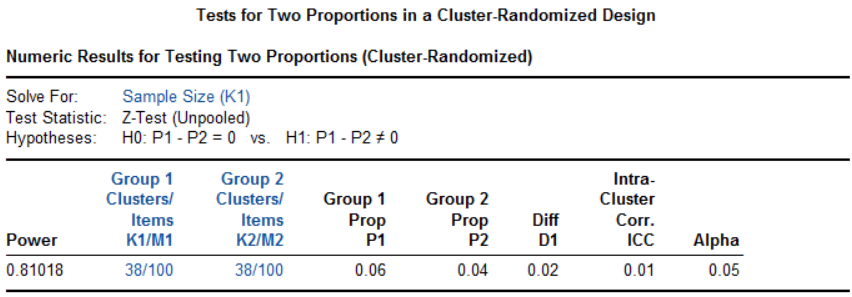 Tests for Two Proportions in a Cluster-Randomized Design
Numeric Results for Testing Two Proportions (Cluster-Randomized)
Solve For: Sample Size (K1)
Test Statistic: Z-Test (Unpooled)
Hypotheses: H0: P1 - P2 = 0 vs. H1: P1 - P2 ≠ 0
Group 1 Group 2 Intra-
Clusters/ Clusters/ Group 1 Group 2 Cluster
Items Items Prop Prop Diff Corr.
Power K1/M1 K2/M2 P1 P2 D1 ICC Alpha
0.81018 38/100 38/100 0.06 0.04 0.02 0.01 0.05